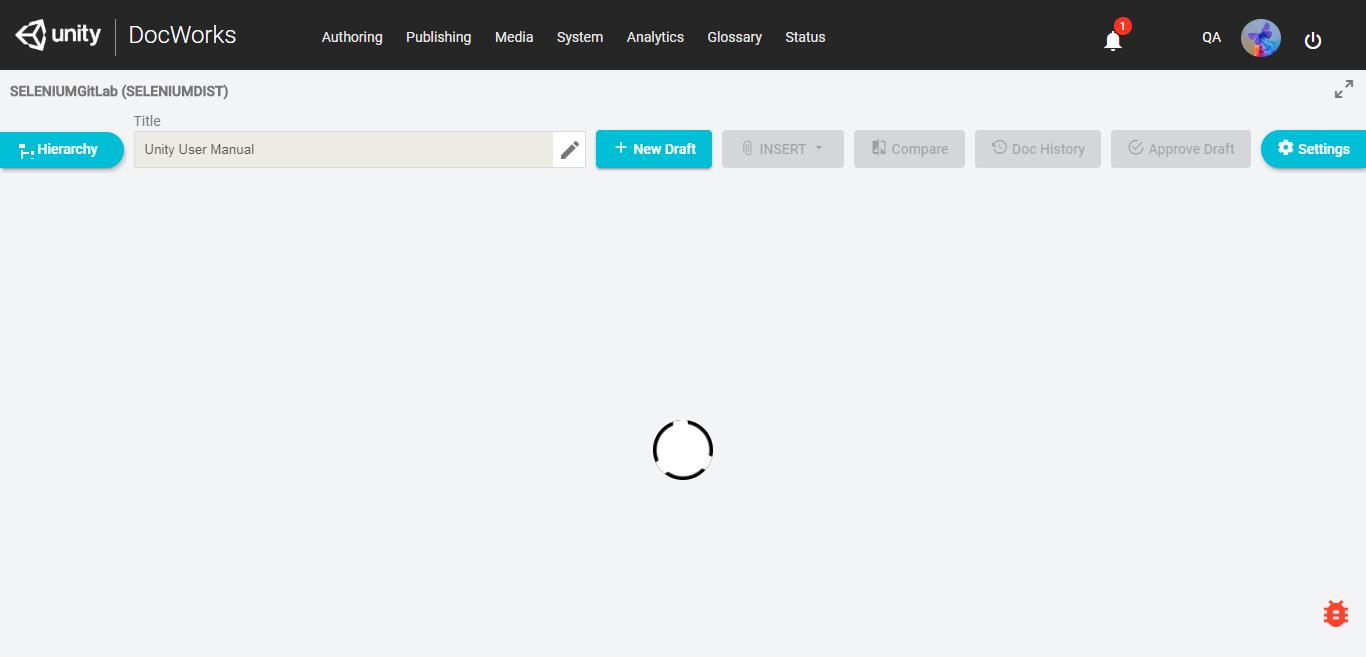 unity DocWorks Authoring Publishing Media System Analytics Glossary Status 1 QA
SELENIUMGitLab (SELENIUMDIST)
Title
Hierarchy Unity User Manual New Draft INSERT Compare Doc History Approve Draft Settings